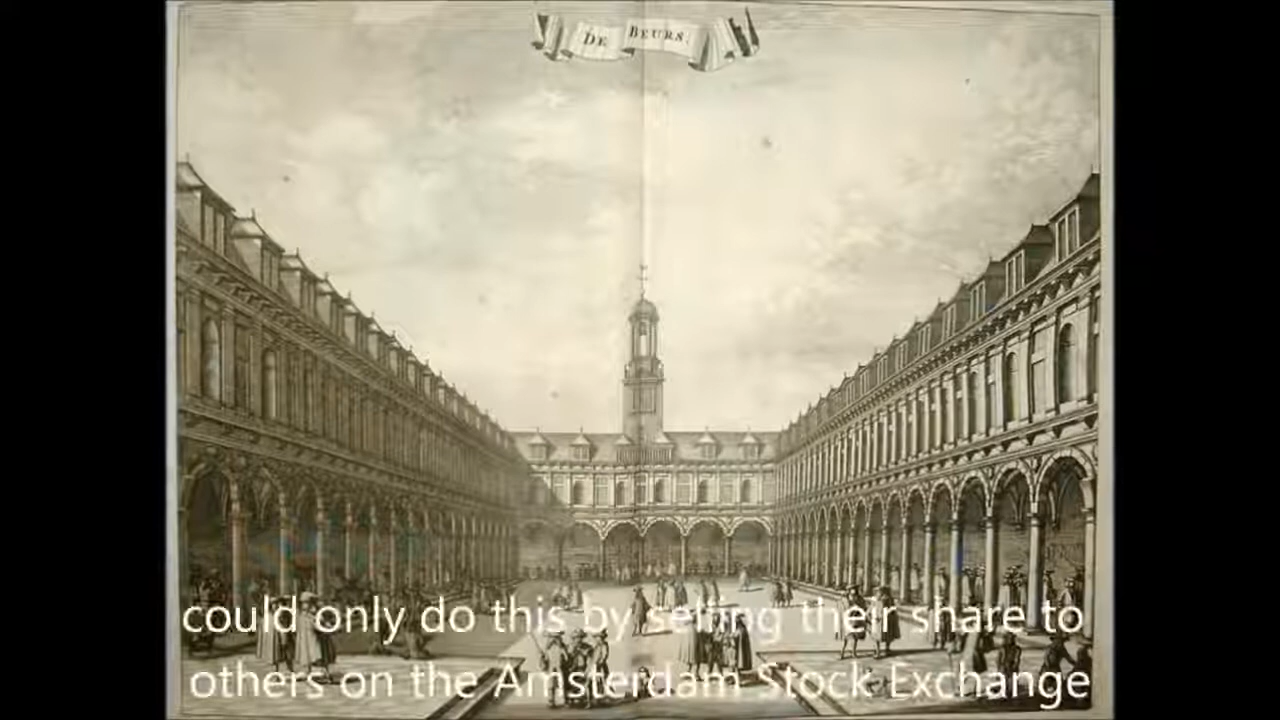 DE BEURS.
could only do this by selling their share to
others on the Amsterdam Stock Exchange